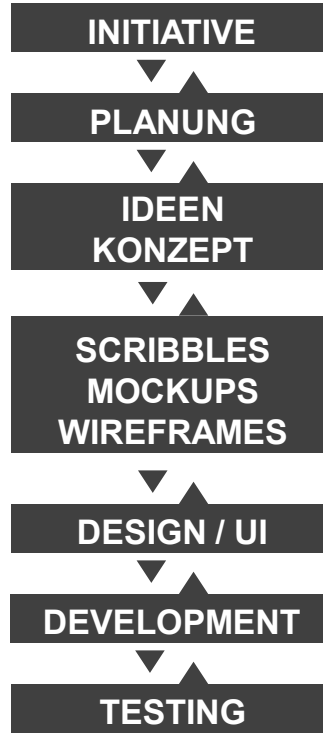 INITIATIVE
PLANUNG
IDEEN
KONZEPT
SCRIBBLES
MOCKUPS
WIREFRAMES
DESIGN / UI
DEVELOPMENT
TESTING